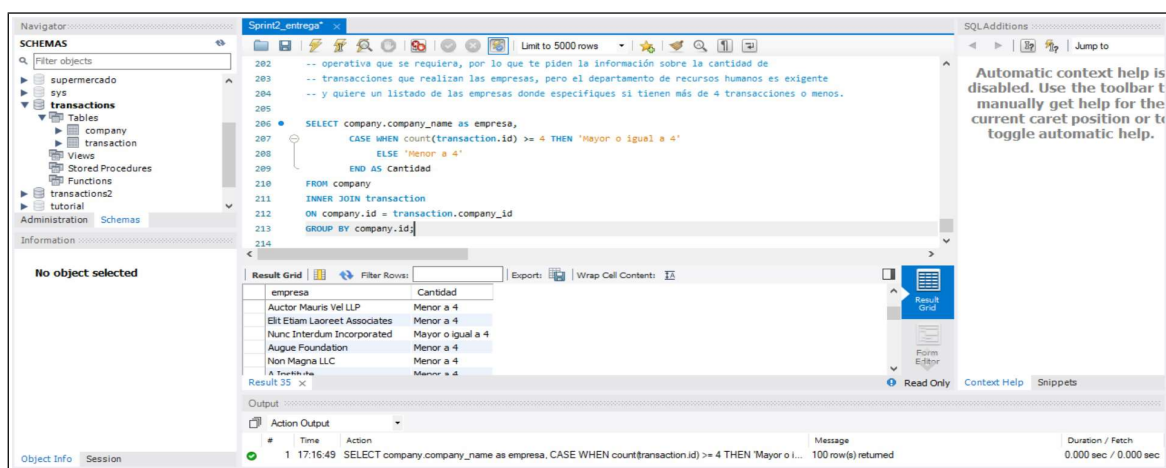 Navigator
SCHEMAS
Filter objects
supermercado
sys
transactions
Tables
company
transaction
Views
Stored Procedures
Functions
transactions2
tutorial
Administration Schemas
Information
No object selected
Object Info Session
Sprint2_entrega*
Limit to 5000 rows
202 -- operativa que se requiera, por lo que te piden la información sobre la cantidad de
203 -- transacciones que realizan las empresas, pero el departamento de recursos humanos es exigente
204 -- y quiere un listado de las empresas donde especifiques si tienen más de 4 transacciones o menos.
205
206 SELECT company.company_name as empresa,
207 CASE WHEN count(transaction.id) >= 4 THEN 'Mayor o igual a 4'
208 ELSE 'Menor a 4'
209 END AS Cantidad
210 FROM company
211 INNER JOIN transaction
212 ON company.id = transaction.company_id
213 GROUP BY company.id;
214
Result Grid Filter Rows: Export: Wrap Cell Content:
empresa Cantidad
Auctor Mauris Vel LLP Menor a 4
Elit Etiam Laoreet Associates Menor a 4
Nunc Interdum Incorporated Mayor o igual a 4
Augue Foundation Menor a 4
Non Magna LLC Menor a 4
A Institute Menor a 4
Result Grid
Form Editor
Result 35 Read Only
Output
Action Output
# Time Action Message Duration / Fetch
1 17:16:49 SELECT company.company_name as empresa, CASE WHEN count(transaction.id) >= 4 THEN 'Mayor o i... 100 row(s) returned 0.000 sec / 0.000 sec
SQLAdditions
Jump to
Automatic context help is
disabled. Use the toolbar t
manually get help for the
current caret position or to
toggle automatic help.
Context Help Snippets